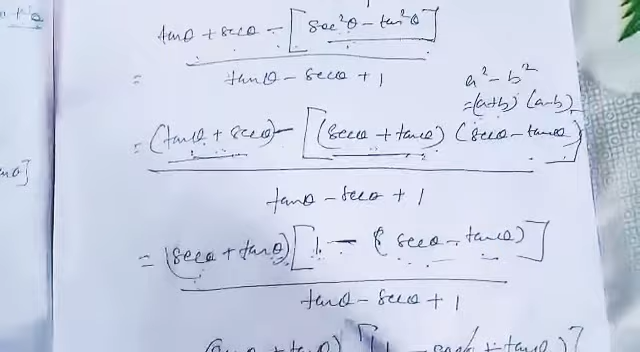 tanθ + secθ - [sec²θ - tan²θ]
= tanθ - secθ + 1
a² - b²
= (a+b) (a-b)
= (tanθ + secθ) - [(secθ + tanθ) (secθ - tanθ)]
tanθ - secθ + 1
= (secθ + tanθ) [1 - (secθ - tanθ)]
tanθ - secθ + 1